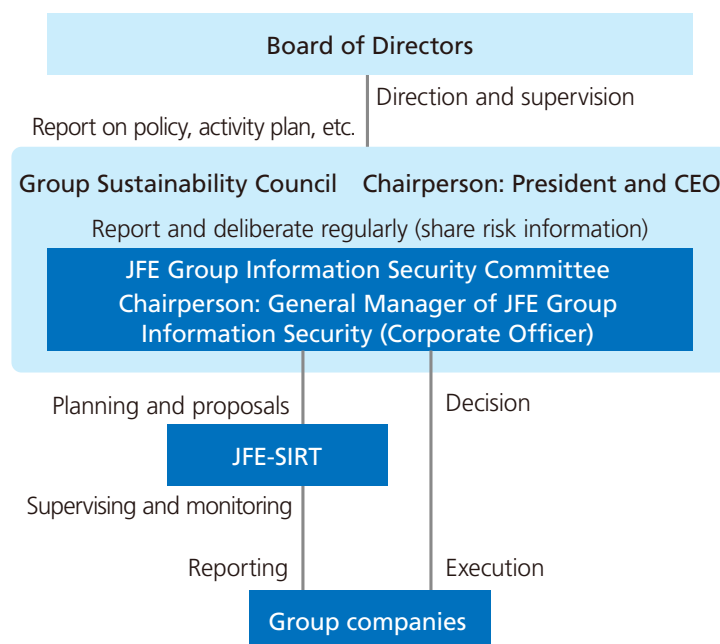 Board of Directors
Direction and supervision
Report on policy, activity plan, etc.
Group Sustainability Council Chairperson: President and CEO
Report and deliberate regularly (share risk information)
JFE Group Information Security Committee
Chairperson: General Manager of JFE Group
Information Security (Corporate Officer)
Planning and proposals
Decision
JFE-SIRT
Supervising and monitoring
Reporting
Execution
Group companies